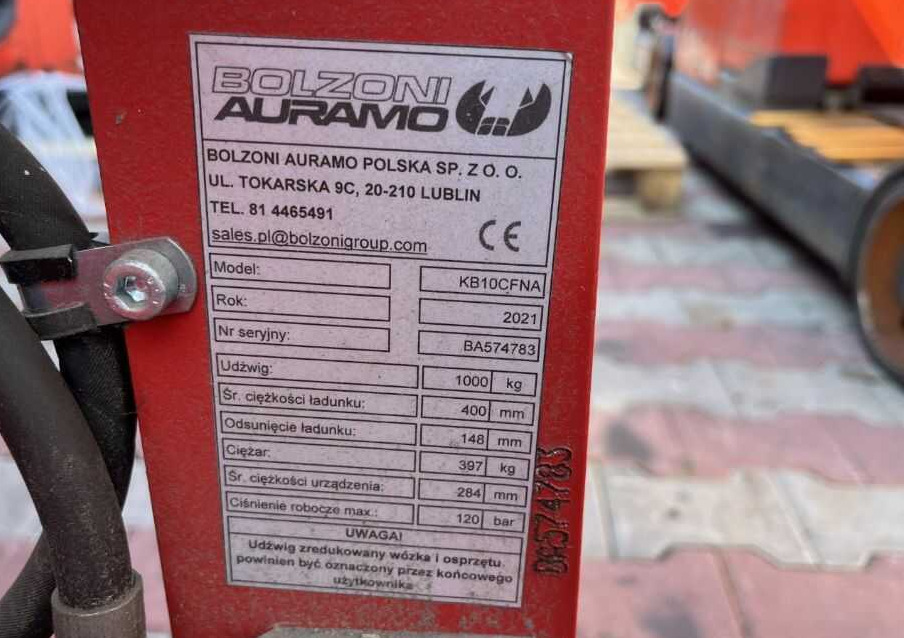 BOLZONI
AURAMO
BOLZONI AURAMO POLSKA SP. Z O. O.
UL. TOKARSKA 9C, 20-210 LUBLIN
TEL. 81 4465491
sales.pl@bolzonigroup.com CE
Model: KB10CFNA
Rok: 2021
Nr seryjny: BA574783
Udźwig: 1000 kg
Śr. ciężkości ładunku: 400 mm
Odsunięcie ładunku: 148 mm
Ciężar: 397 kg
Śr. ciężkości urządzenia: 284 mm
Ciśnienie robocze max.: 120 bar
UWAGA!
Udźwig zredukowany wózka i osprzętu
powinien być oznaczony przez końcowego
użytkownika
BA574783